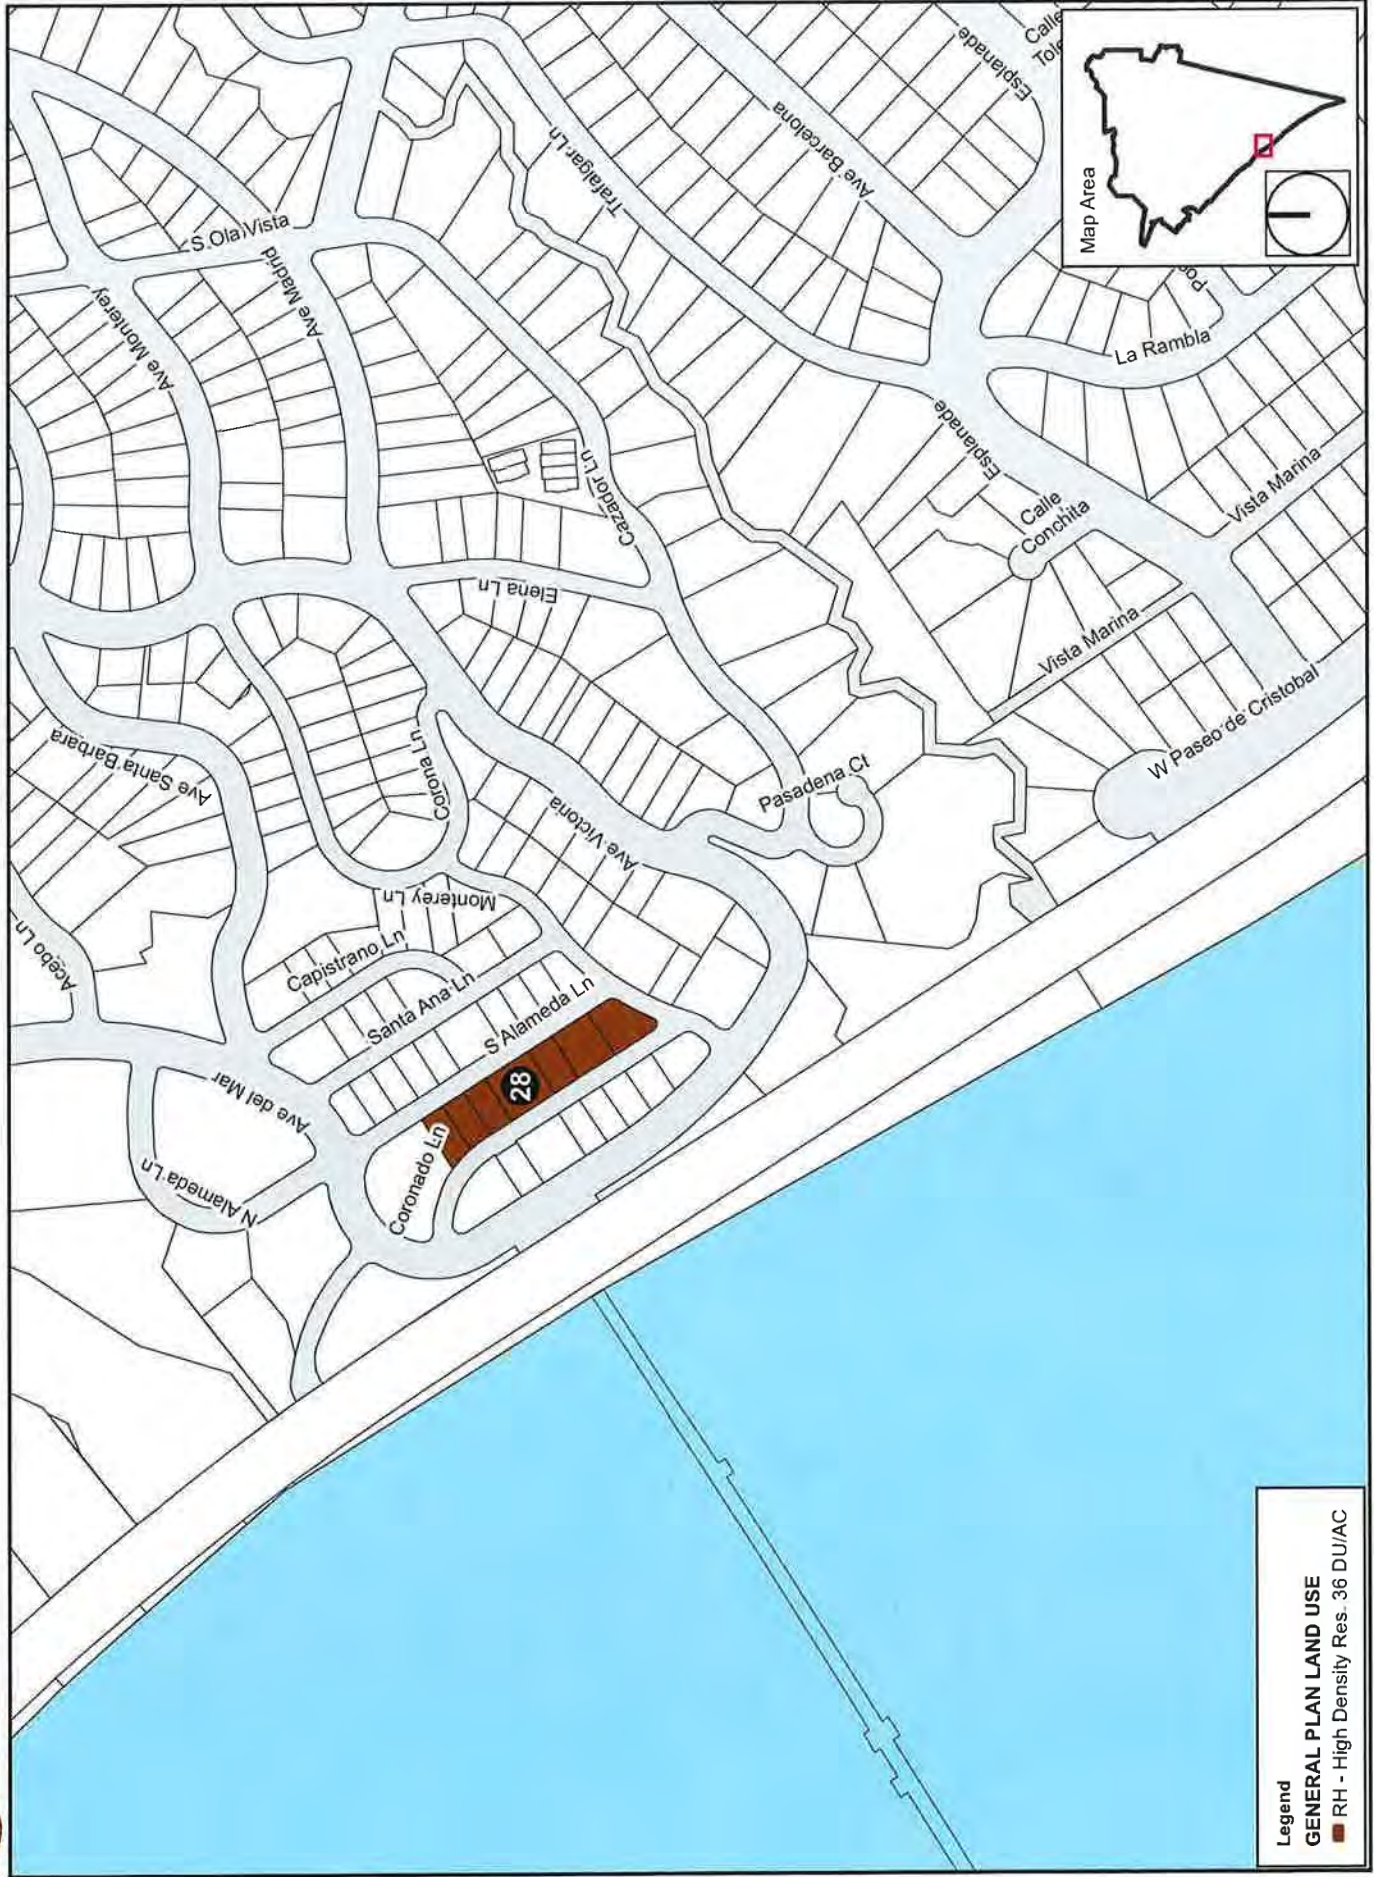 Acebo Ln
Ave Santa Barbara
Ave Monterey
S Ola Vista
Ave Madrid
Trafalgar Ln
Ave Barcelona
Esplanade
Calle
Ave del Mar
N Alameda Ln
Capistrano Ln
Santa Ana Ln
S Alameda Ln
Monterey Ln
Corona Ln
Elena Ln
Cazador Ln
Coronado Ln
28
Ave Victoria
Pasadena Ct
Esplanade
Calle
Conchita
La Rambla
Vista Marina
Vista Marina
W Paseo de Cristobal
Map Area
Legend
GENERAL PLAN LAND USE
RH - High Density Res. 36 DU/AC